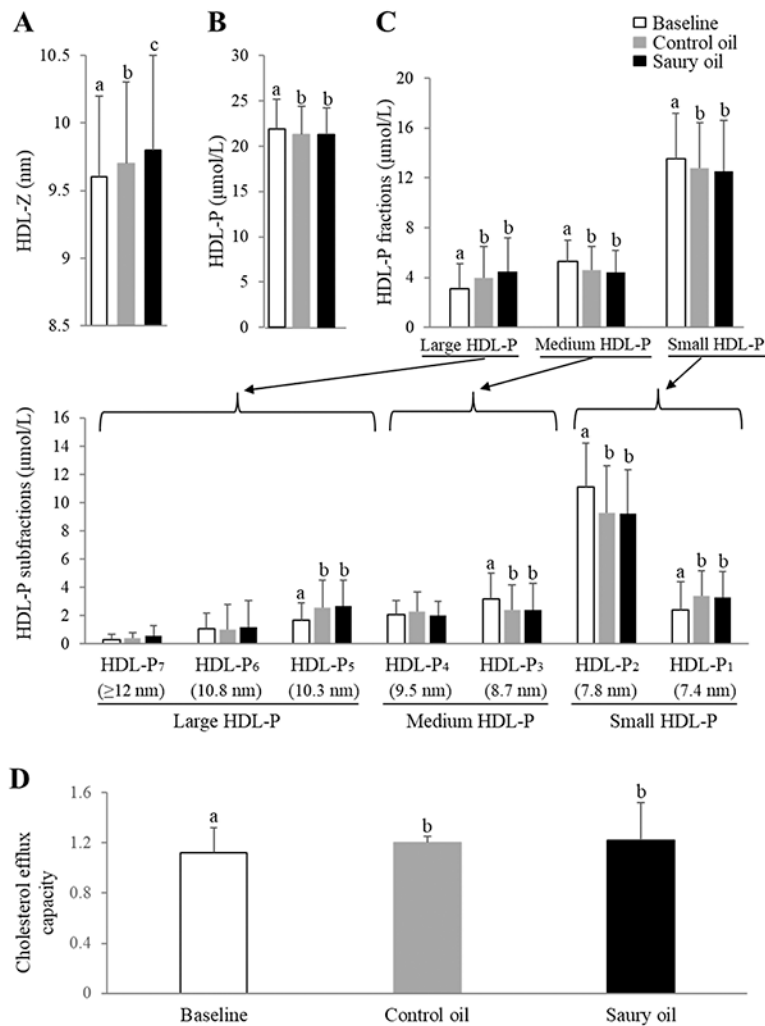 A
B
C
Baseline
Control oil
Saury oil
HDL-Z (nm)
10.5
10
9.5
9
8.5
a
b
c
HDL-P (μmol/L)
30
25
20
15
10
5
0
a
b
b
HDL-P fractions (μmol/L)
20
16
12
8
4
0
a
b
b
a
b
b
a
b
b
Large HDL-P
Medium HDL-P
Small HDL-P
HDL-P subfractions (μmol/L)
16
14
12
10
8
6
4
2
0
a
b
b
a
b
b
a
b
b
a
b
b
HDL-P₇
HDL-P₆
HDL-P₅
HDL-P₄
HDL-P₃
HDL-P₂
HDL-P₁
(≥12 nm)
(10.8 nm)
(10.3 nm)
(9.5 nm)
(8.7 nm)
(7.8 nm)
(7.4 nm)
Large HDL-P
Medium HDL-P
Small HDL-P
D
Cholesterol efflux
capacity
1.6
1.2
0.8
0.4
0
a
b
b
Baseline
Control oil
Saury oil